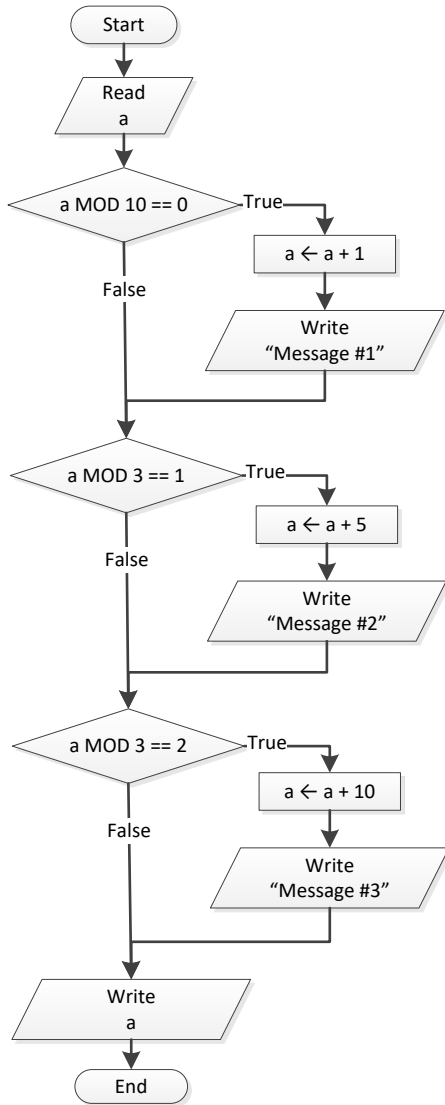 Start
Read
a
a MOD 10 == 0
True
a ← a + 1
False
Write
“Message #1”
a MOD 3 == 1
True
a ← a + 5
False
Write
“Message #2”
a MOD 3 == 2
True
a ← a + 10
False
Write
“Message #3”
Write
a
End